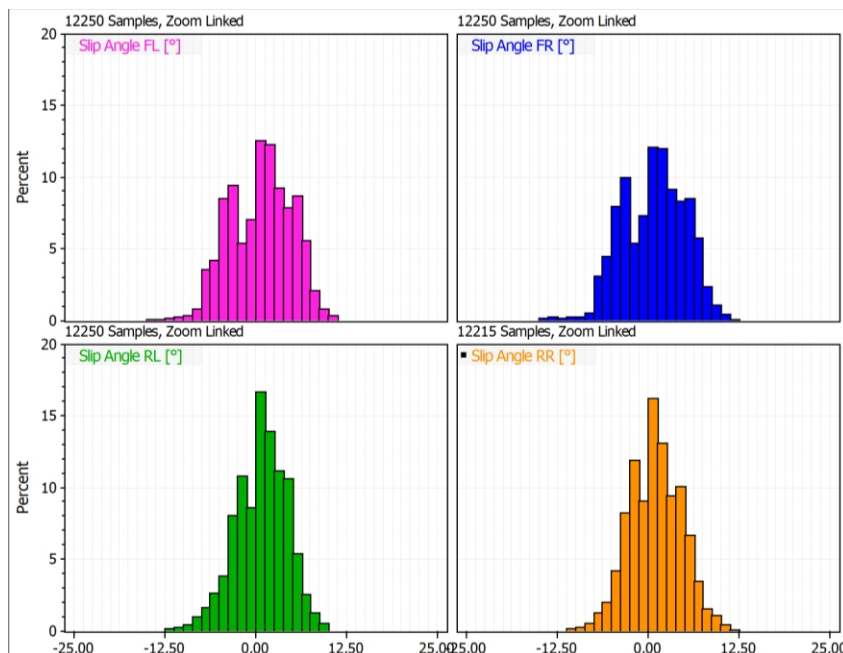 12250 Samples, Zoom Linked
12250 Samples, Zoom Linked
20
Slip Angle FL [°]
Slip Angle FR [°]
15
Percent
10
5
0
12250 Samples, Zoom Linked
12215 Samples, Zoom Linked
20
Slip Angle RL [°]
Slip Angle RR [°]
15
Percent
10
5
0
-25.00 -12.50 0.00 12.50 25.00 -25.00 -12.50 0.00 12.50 25.00